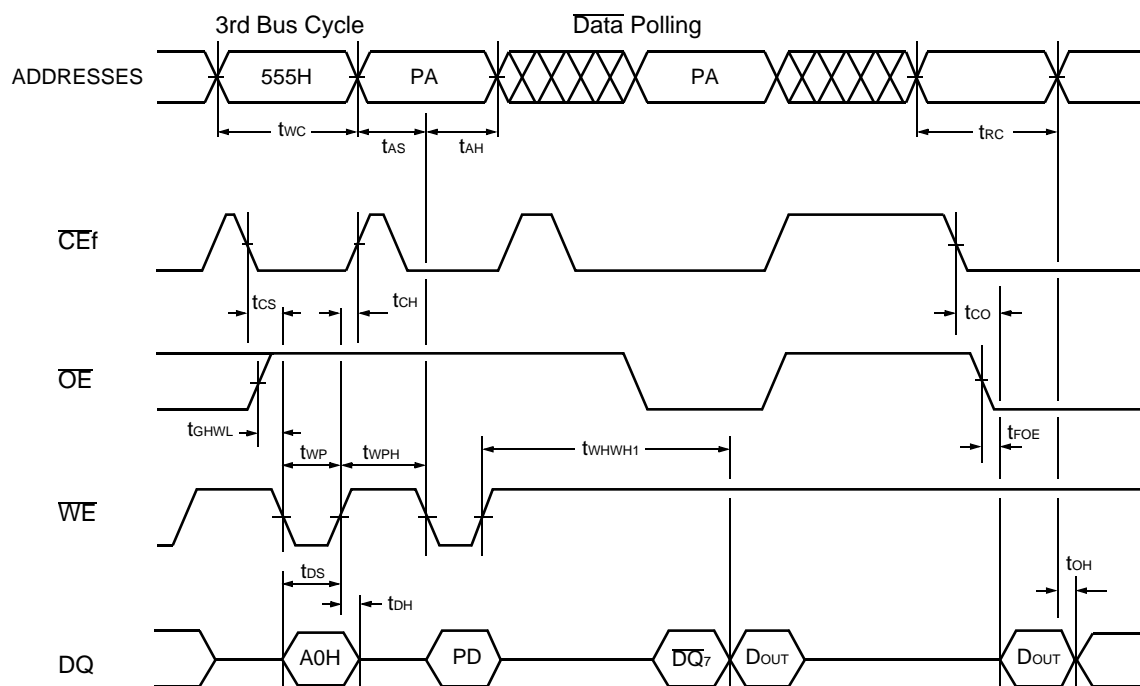 3rd Bus Cycle Data Polling
ADDRESSES 555H PA PA
tWC tAS tAH tRC
CEf
tCS tCH tCO
OE
tGHWL tWP tWPH tWHWH1 tFOE
WE
tDS tDH tOH
DQ A0H PD DQ7 DOUT DOUT